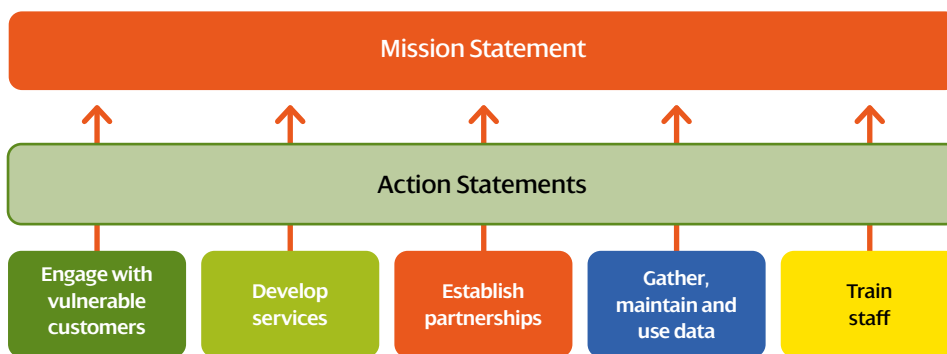 Mission Statement
Action Statements
Engage with
vulnerable
customers
Develop
services
Establish
partnerships
Gather,
maintain and
use data
Train
staff